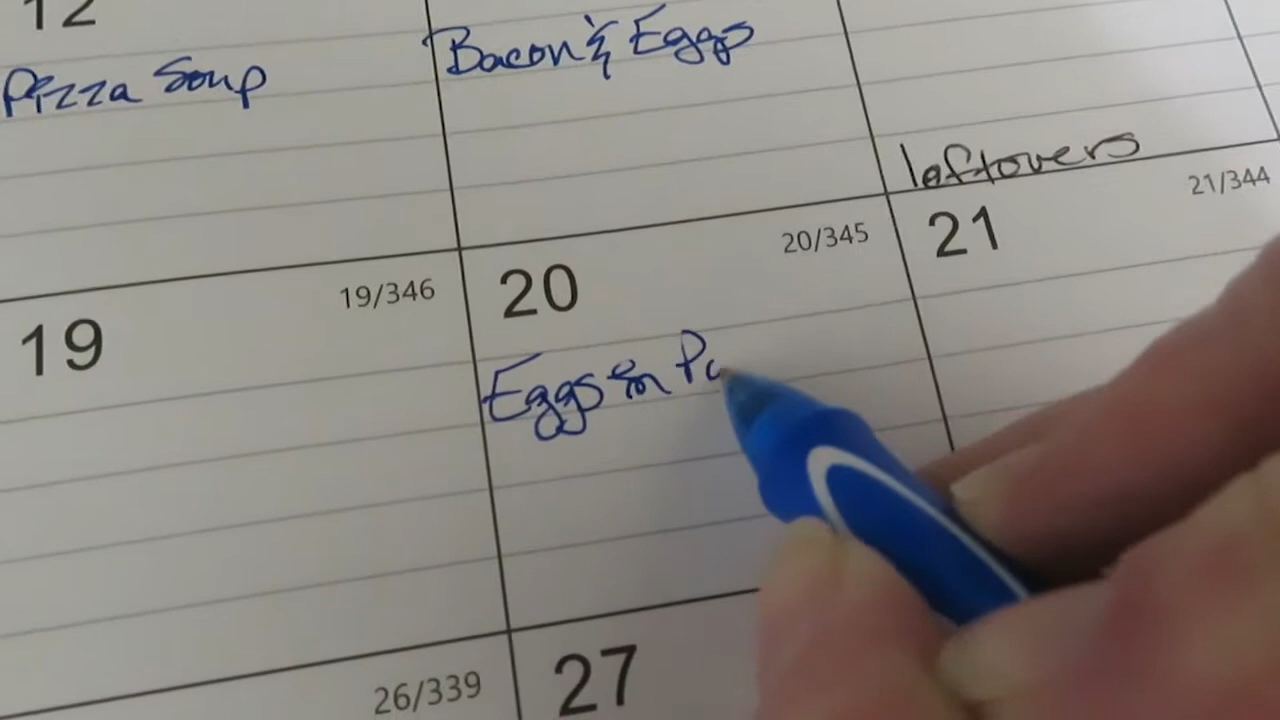 12
Pizza Soup
Bacon & Eggs
leftovers
19 19/346
20 20/345
21 21/344
Eggs in
26/339
27